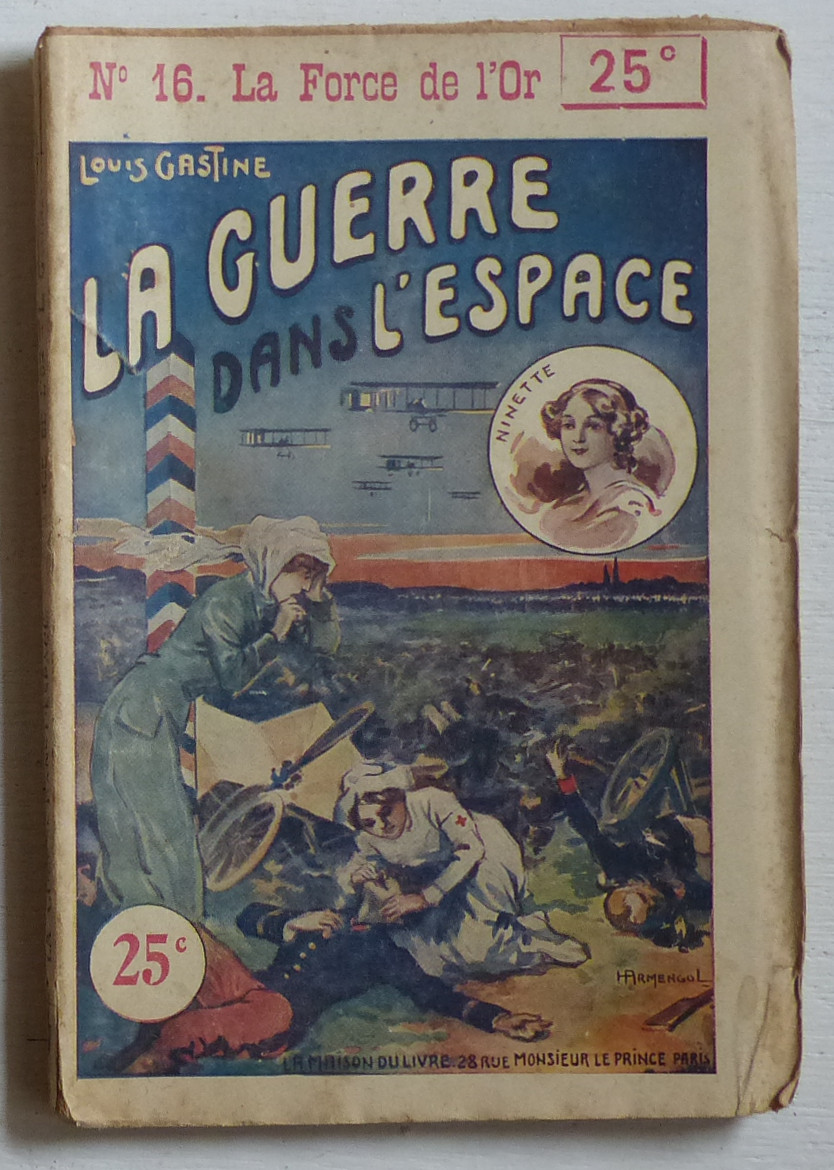 Nº 16. La Force de l'Or
25c
LOUIS GASTINE
LA GUERRE
DANS L'ESPACE
NINETTE
25c
H ARMENGOL
LA MAISON DU LIVRE. 28 RUE MONSIEUR LE PRINCE PARIS